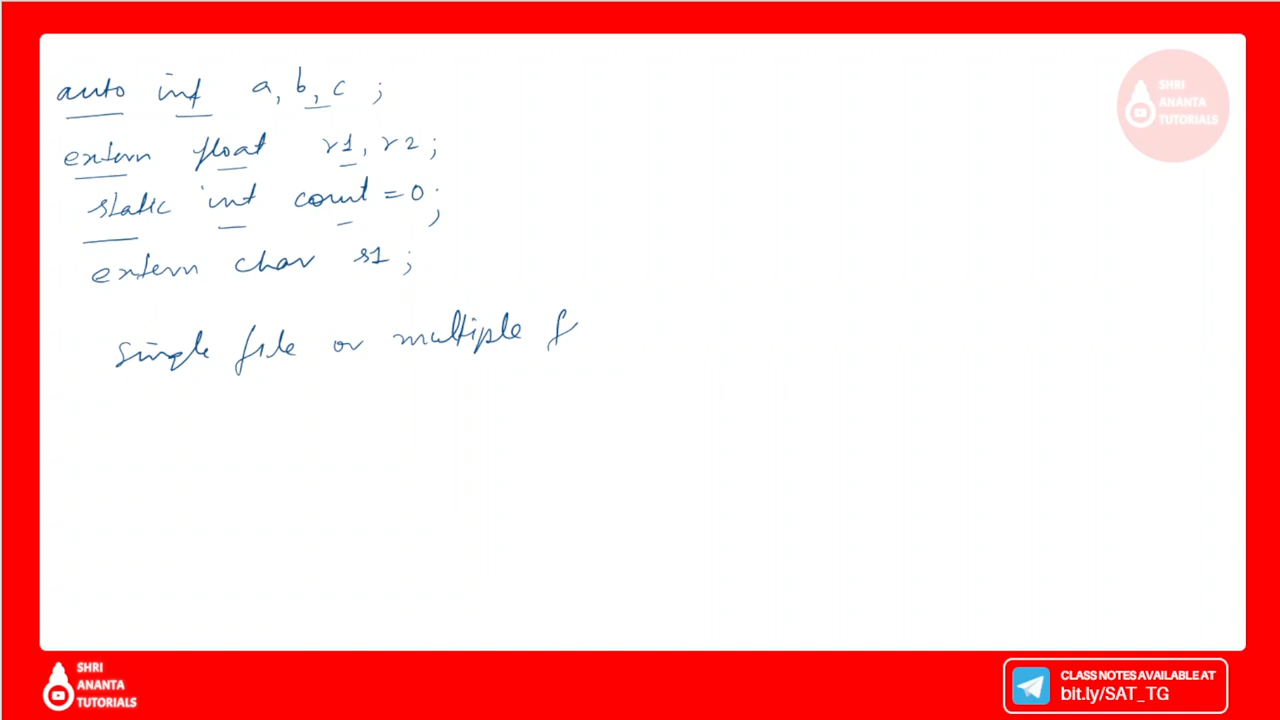 auto int a, b, c ;
extern float r1, r2 ;
static int count = 0 ;
extern char s1 ;
single file or multiple f
SHRI
ANANTA
TUTORIALS
SHRI
ANANTA
TUTORIALS
CLASS NOTES AVAILABLE AT
bit.ly/SAT_TG